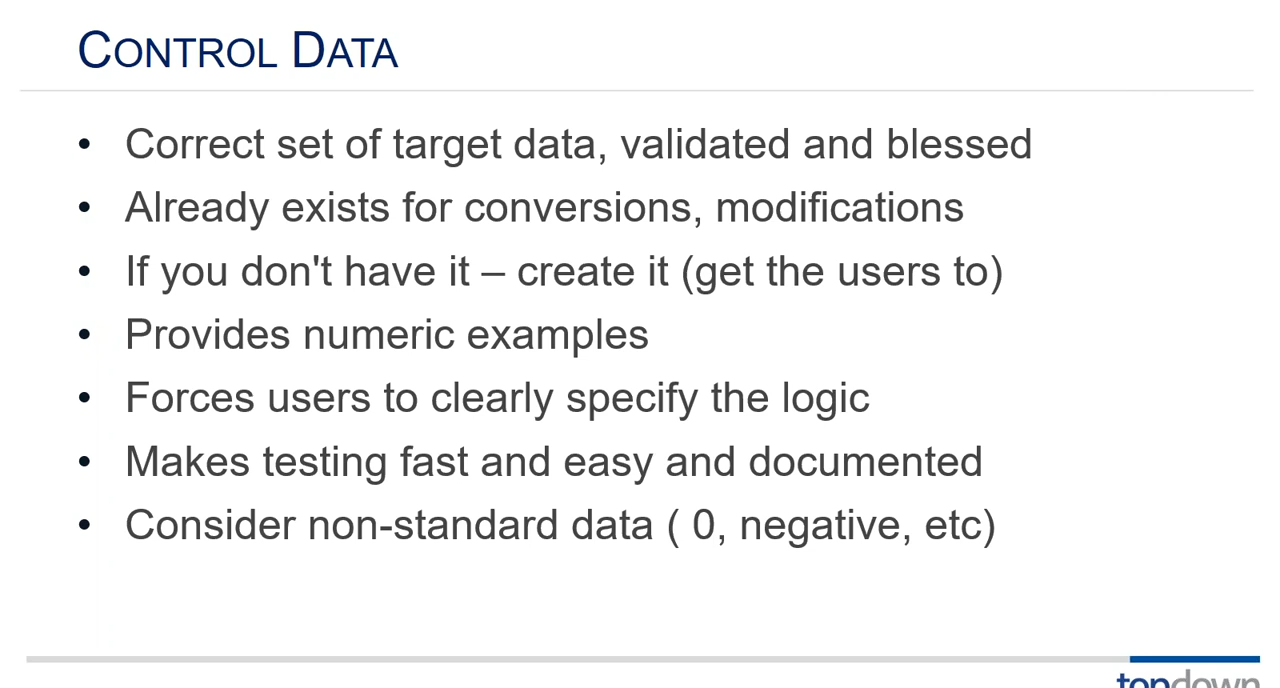 CONTROL DATA
• Correct set of target data, validated and blessed
• Already exists for conversions, modifications
• If you don't have it – create it (get the users to)
• Provides numeric examples
• Forces users to clearly specify the logic
• Makes testing fast and easy and documented
• Consider non-standard data ( 0, negative, etc)
topdown